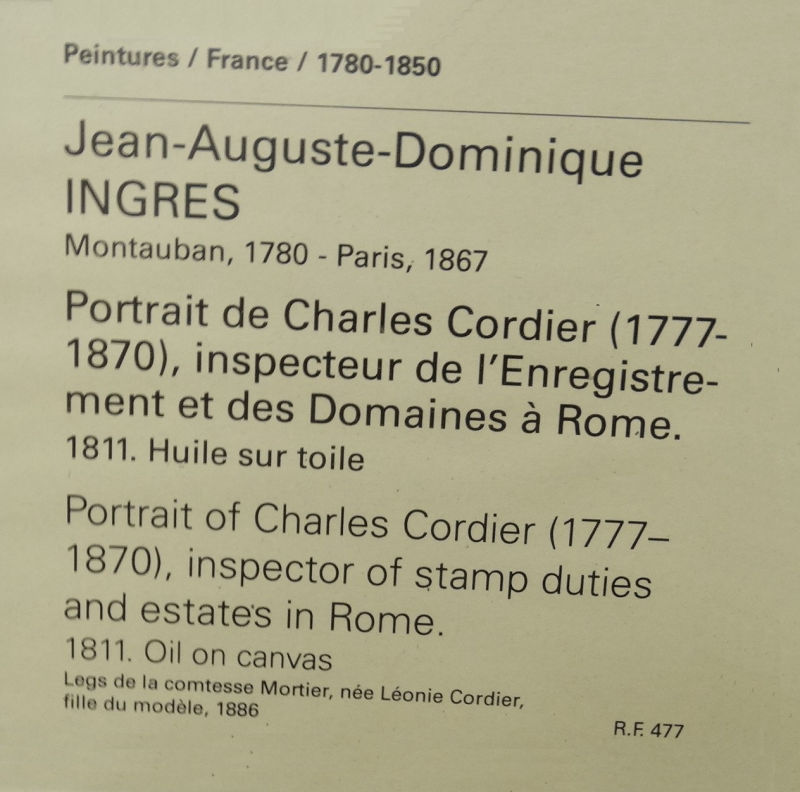 Peintures / France / 1780-1850
Jean-Auguste-Dominique
INGRES
Montauban, 1780 - Paris, 1867
Portrait de Charles Cordier (1777-
1870), inspecteur de l'Enregistre-
ment et des Domaines à Rome.
1811. Huile sur toile
Portrait of Charles Cordier (1777–
1870), inspector of stamp duties
and estates in Rome.
1811. Oil on canvas
Legs de la comtesse Mortier, née Léonie Cordier,
fille du modèle, 1886
R.F. 477